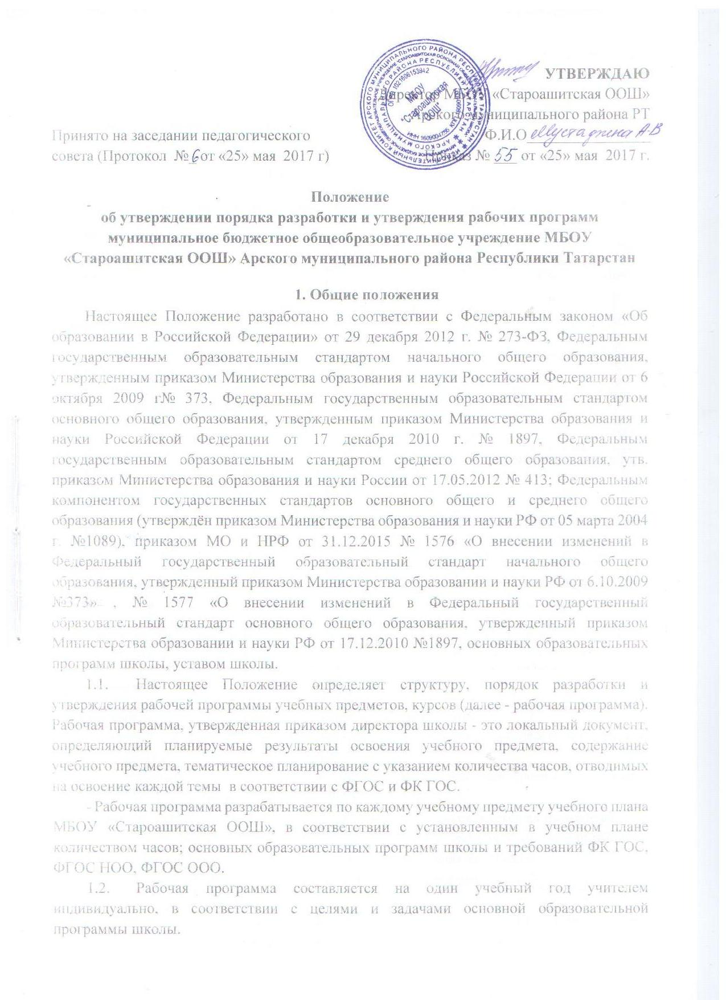 УТВЕРЖДАЮ
Директор МБОУ «Староашитская ООШ»
Арского муниципального района РТ
Ф.И.О Мустафина А-В
Приказ № 55 от «25» мая 2017 г.
Принято на заседании педагогического
совета (Протокол № 6 от «25» мая 2017 г)
МБОУ
"Староашитская
ООШ"
ОГРН 1021606153942
ИНН 1609004795
Положение
об утверждении порядка разработки и утверждения рабочих программ
муниципальное бюджетное общеобразовательное учреждение МБОУ
«Староашитская ООШ» Арского муниципального района Республики Татарстан
1. Общие положения
Настоящее Положение разработано в соответствии с Федеральным законом «Об
образовании в Российской Федерации» от 29 декабря 2012 г. № 273-ФЗ, Федеральным
государственным образовательным стандартом начального общего образования,
утвержденным приказом Министерства образования и науки Российской Федерации от 6
октября 2009 г№ 373, Федеральным государственным образовательным стандартом
основного общего образования, утвержденным приказом Министерства образования и
науки Российской Федерации от 17 декабря 2010 г. № 1897, Федеральным
государственным образовательным стандартом среднего общего образования, утв.
приказом Министерства образования и науки России от 17.05.2012 № 413; Федеральным
компонентом государственных стандартов основного общего и среднего общего
образования (утверждён приказом Министерства образования и науки РФ от 05 марта 2004
г. №1089), приказом МО и НРФ от 31.12.2015 № 1576 «О внесении изменений в
Федеральный государственный образовательный стандарт начального общего
образования, утвержденный приказом Министерства образовании и науки РФ от 6.10.2009
№373» , № 1577 «О внесении изменений в Федеральный государственный
образовательный стандарт основного общего образования, утвержденный приказом
Министерства образовании и науки РФ от 17.12.2010 №1897, основных образовательных
программ школы, уставом школы.
1.1. Настоящее Положение определяет структуру, порядок разработки и
утверждения рабочей программы учебных предметов, курсов (далее - рабочая программа).
Рабочая программа, утвержденная приказом директора школы - это локальный документ,
определяющий планируемые результаты освоения учебного предмета, содержание
учебного предмета, тематическое планирование с указанием количества часов, отводимых
на освоение каждой темы в соответствии с ФГОС и ФК ГОС.
- Рабочая программа разрабатывается по каждому учебному предмету учебного плана
МБОУ «Староашитская ООШ», в соответствии с установленным в учебном плане
количеством часов; основных образовательных программ школы и требований ФК ГОС,
ФГОС НОО, ФГОС ООО.
1.2. Рабочая программа составляется на один учебный год учителем
индивидуально, в соответствии с целями и задачами основной образовательной
программы школы.